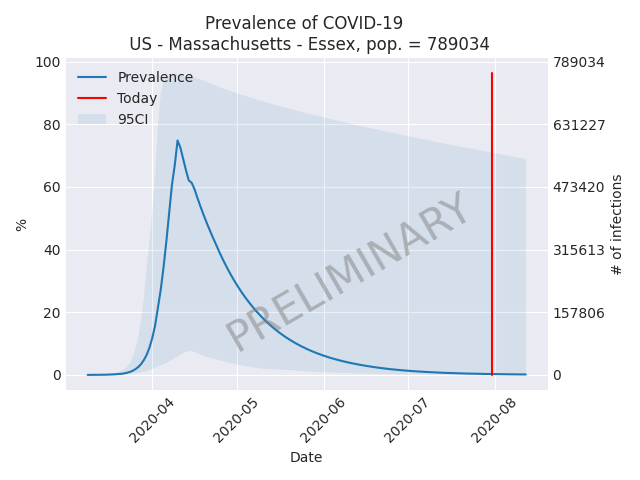 Prevalence of COVID-19
US - Massachusetts - Essex, pop. = 789034
100
80
60
40
20
0
%
789034
631227
473420
315613
157806
0
# of infections
Prevalence
Today
95CI
PRELIMINARY
2020-04
2020-05
2020-06
2020-07
2020-08
Date